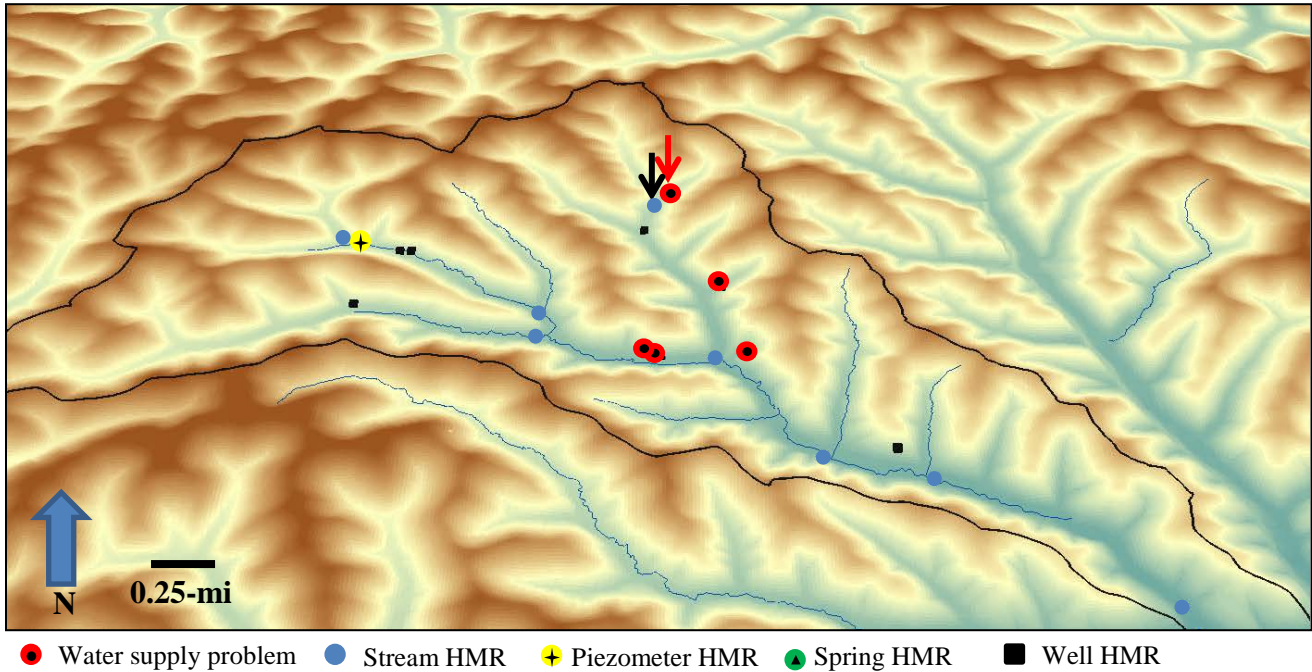 N
0.25-mi
Water supply problem Stream HMR Piezometer HMR Spring HMR Well HMR